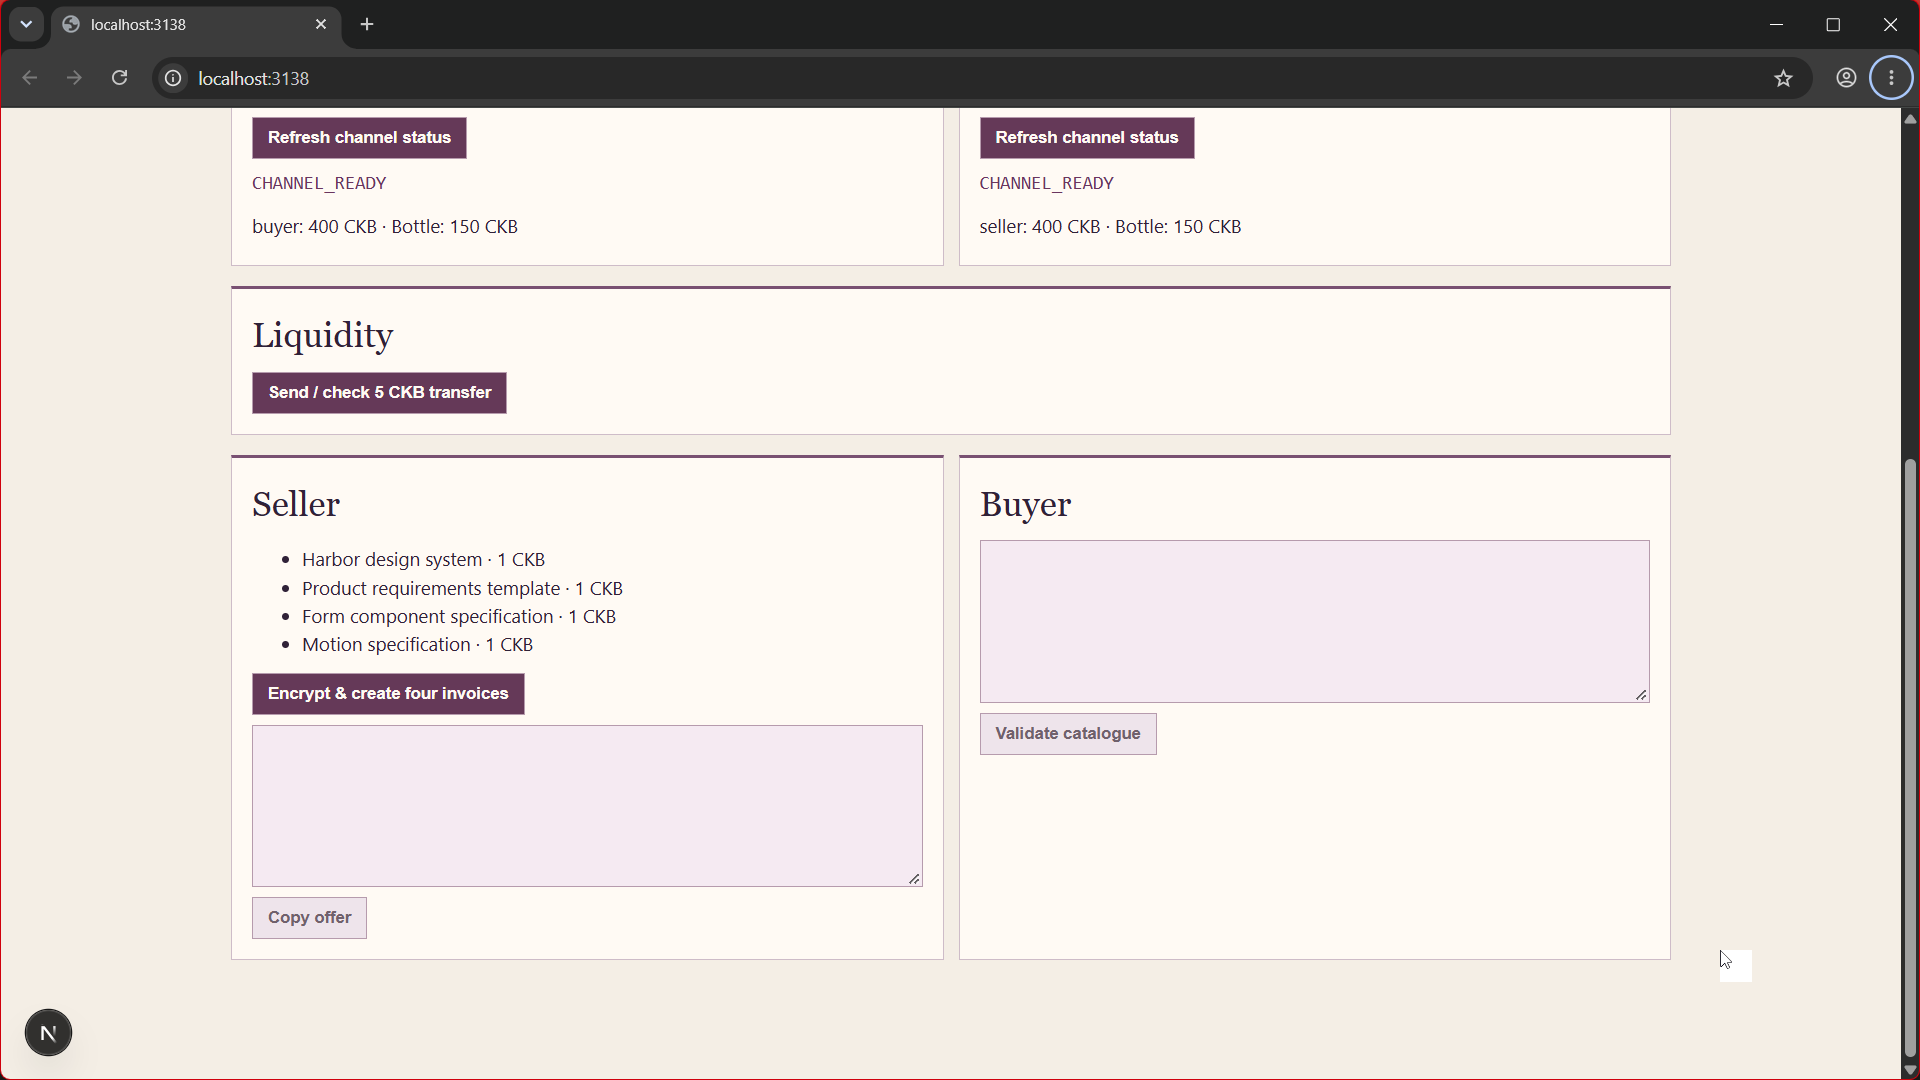 localhost:3138
localhost:3138
Refresh channel status
CHANNEL_READY
buyer: 400 CKB · Bottle: 150 CKB
Refresh channel status
CHANNEL_READY
seller: 400 CKB · Bottle: 150 CKB
Liquidity
Send / check 5 CKB transfer
Seller
Harbor design system · 1 CKB
Product requirements template · 1 CKB
Form component specification · 1 CKB
Motion specification · 1 CKB
Encrypt & create four invoices
Copy offer
Buyer
Validate catalogue
N